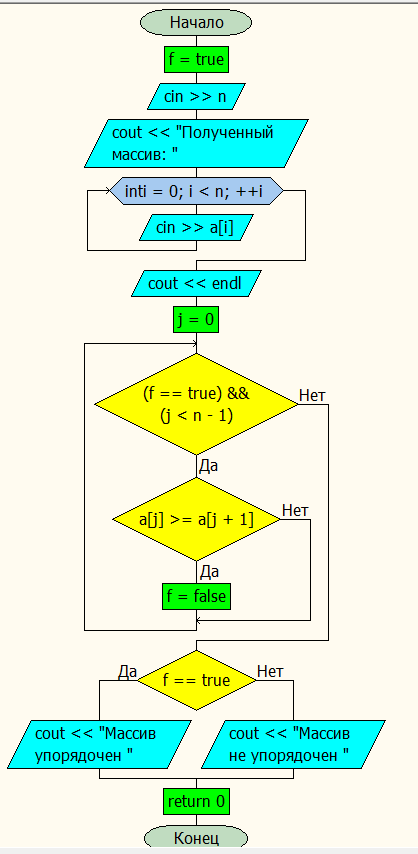 Начало
f = true
cin >> n
cout << "Полученный
массив: "
inti = 0; i < n; ++i
cin >> a[i]
cout << endl
j = 0
(f == true) &&
(j < n - 1)
Нет
Да
a[j] >= a[j + 1]
Нет
Да
f = false
Да
f == true
Нет
cout << "Массив
упорядочен "
cout << "Массив
не упорядочен "
return 0
Конец